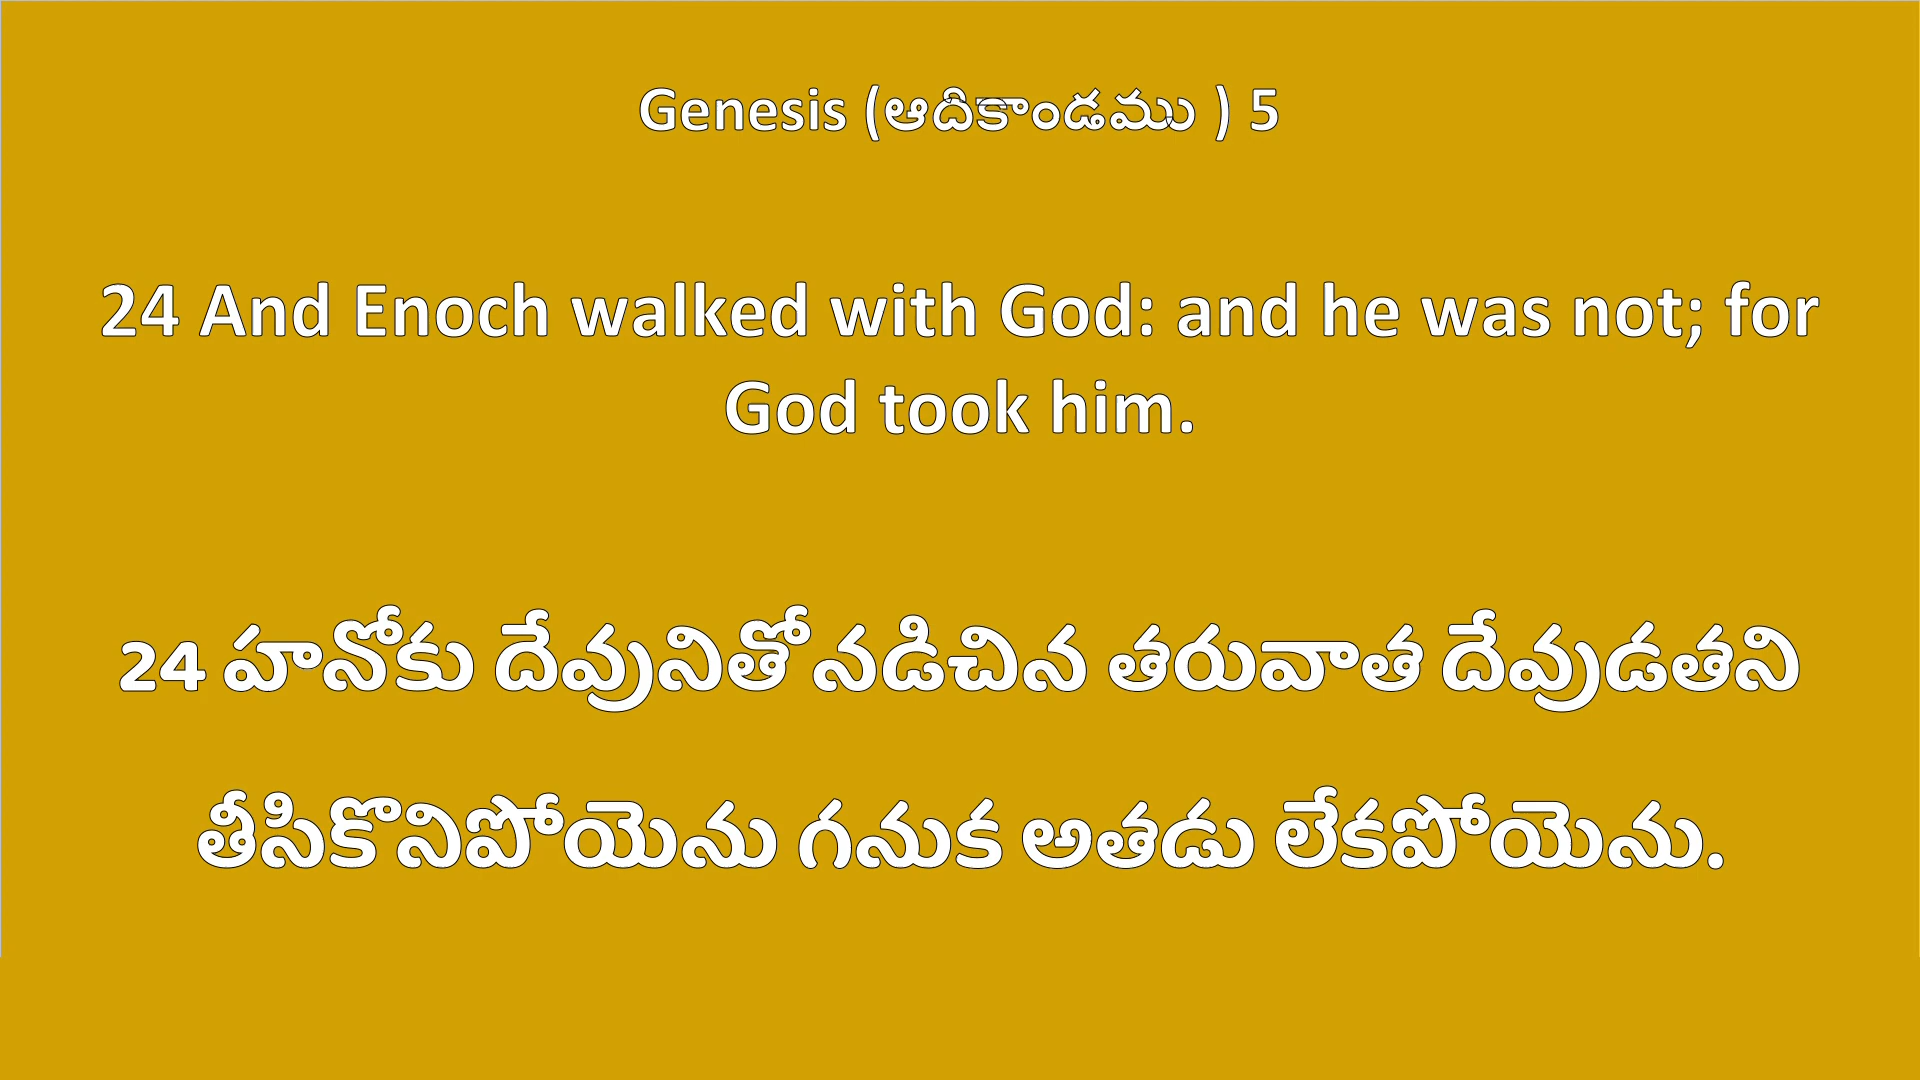 Genesis (ఆదికాండము ) 5
24 And Enoch walked with God: and he was not; for
God took him.
24 హనోకు దేవునితో నడిచిన తరువాత దేవుడతని
తీసికొనిపోయెను గనుక అతడు లేకపోయెను.